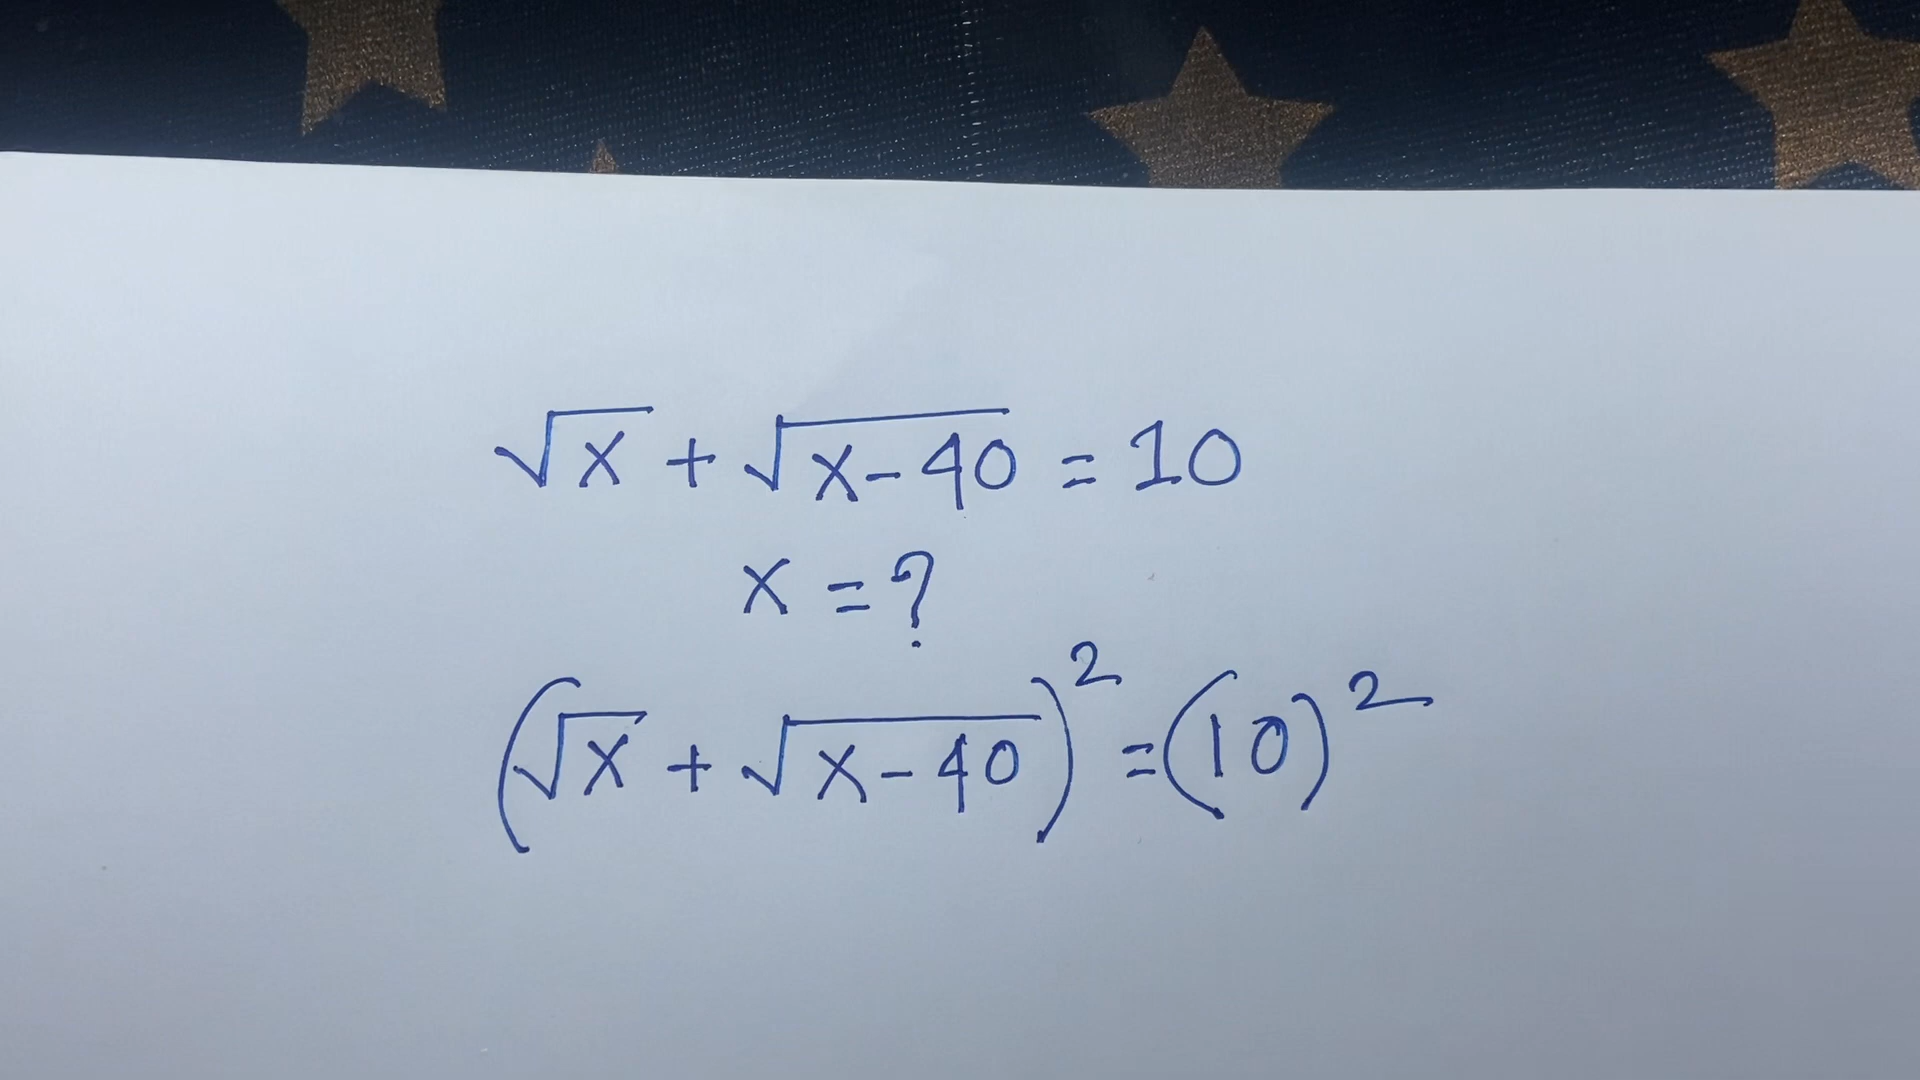 √x + √x-40 = 10
x = ?
(√x + √x-40)² = (10)²